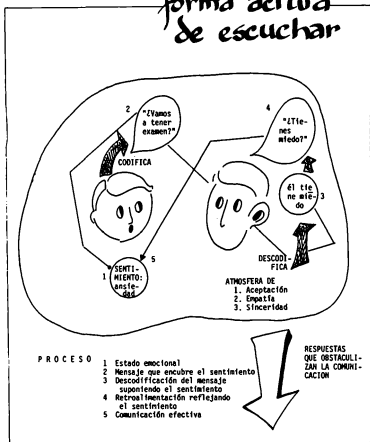 forma activa
de escuchar
2
"¿Vamos
a tener
examen?"
CODIFICA
4
"¿Tie-
nes
miedo?"
él tie
ne mie-
do
3
5
1
SENTI-
MIENTO:
ansie-
dad
DESCODI-
FICA
ATMOSFERA DE
1. Aceptación
2. Empatía
3. Sinceridad
PROCESO
1 Estado emocional
2 Mensaje que encubre el sentimiento
3 Descodificación del mensaje
suponiendo el sentimiento
4 Retroalimentación reflejando
el sentimiento
5 Comunicación efectiva
RESPUESTAS
QUE OBSTACULI-
ZAN LA COMUNI-
CACION